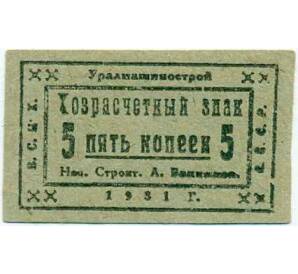 Уралмашинострой
В.С.Н.Х.
Хозрасчетный знак
5 пять копеек 5
Нач. Строит. А.
1931 г.